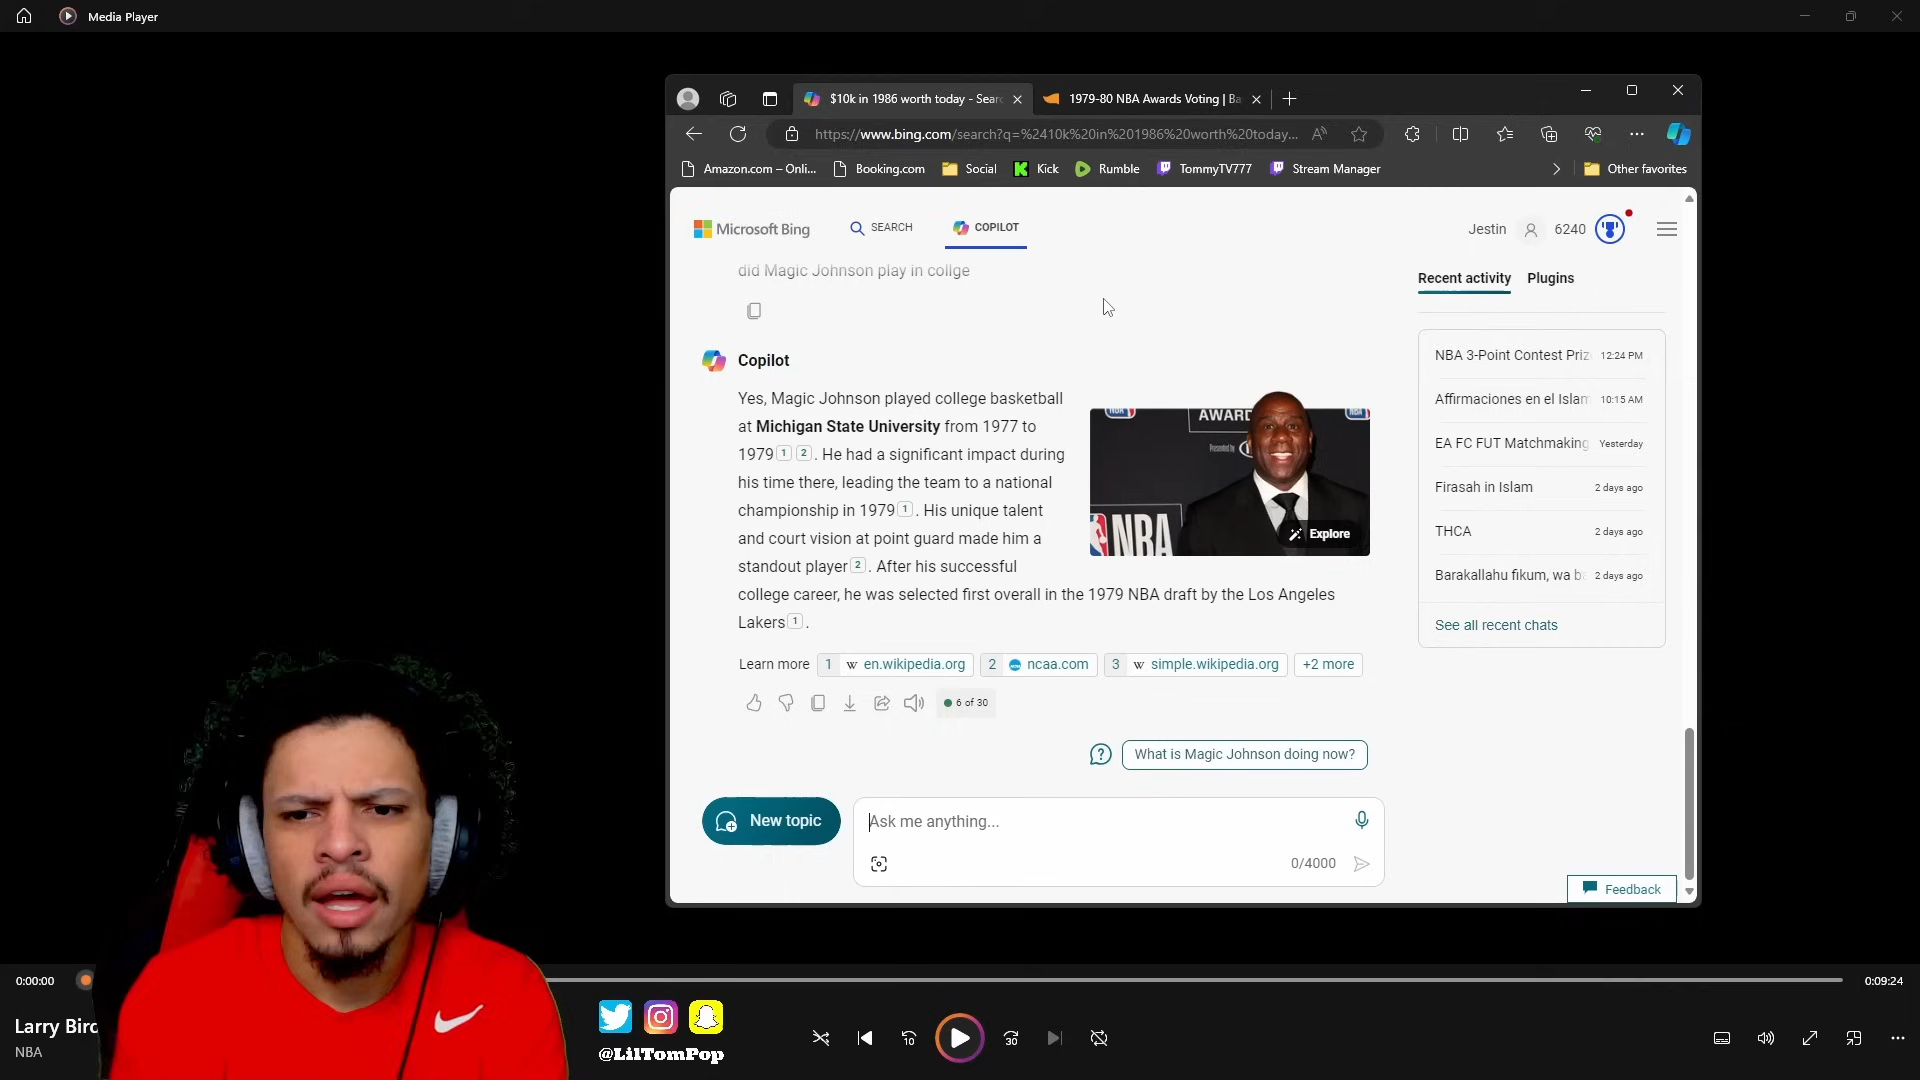 Media Player
$10k in 1986 worth today - Sear
1979-80 NBA Awards Voting | Ba
https://www.bing.com/search?q=%2410k%20in%201986%20worth%20today...
Amazon.com – Onli...
Booking.com
Social
Kick
Rumble
TommyTV777
Stream Manager
Other favorites
Microsoft Bing
SEARCH
COPILOT
Jestin
6240
did Magic Johnson play in collge
Recent activity
Plugins
Copilot
Yes, Magic Johnson played college basketball
at Michigan State University from 1977 to
1979 1 2 . He had a significant impact during
his time there, leading the team to a national
championship in 1979 1 . His unique talent
and court vision at point guard made him a
standout player 2 . After his successful
college career, he was selected first overall in the 1979 NBA draft by the Los Angeles
Lakers 1 .
NBA
AWARD
NBA
Presented by
NBA
Explore
NBA 3-Point Contest Priz 12:24 PM
Affirmaciones en el Islam 10:15 AM
EA FC FUT Matchmaking Yesterday
Firasah in Islam 2 days ago
THCA 2 days ago
Barakallahu fikum, wa ba 2 days ago
See all recent chats
Learn more 1 W en.wikipedia.org 2 ncaa.com 3 W simple.wikipedia.org +2 more
6 of 30
What is Magic Johnson doing now?
New topic
Ask me anything...
0/4000
Feedback
0:00:00
0:09:24
Larry Bird
NBA
@LilTomPop
10
30